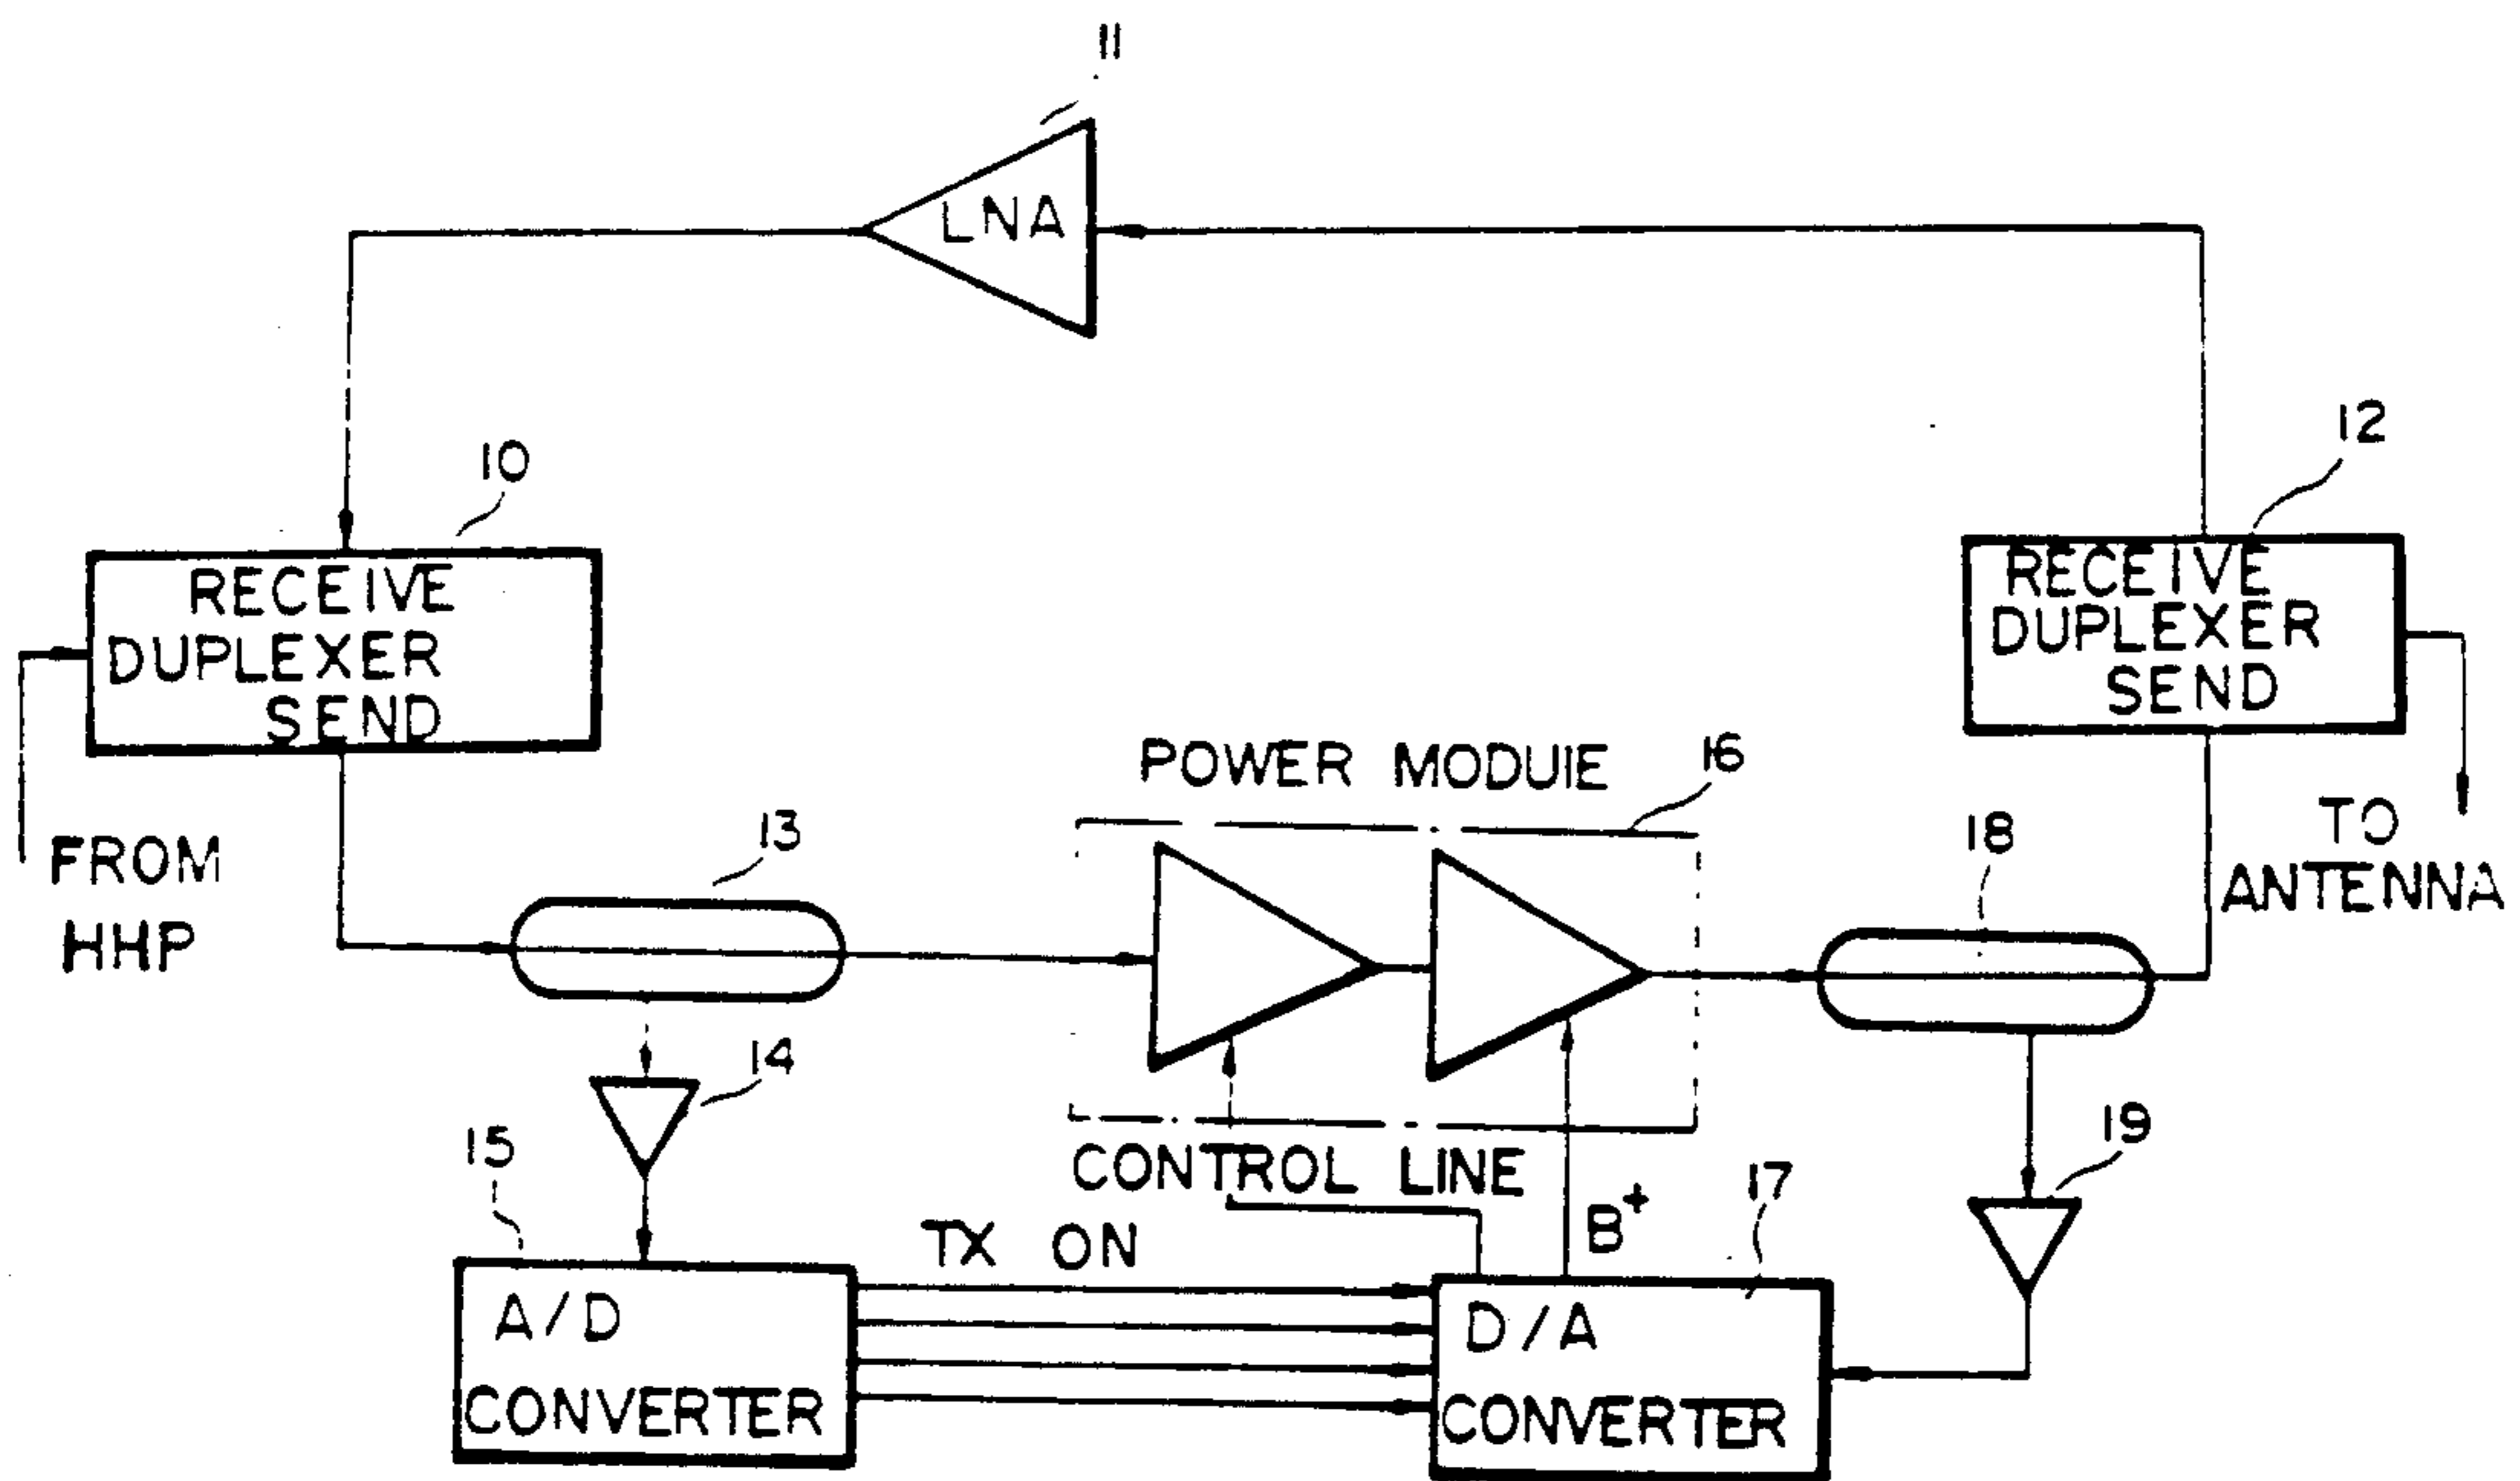 11
LNA
12
10
RECEIVE
DUPLEXER
SEND
RECEIVE
DUPLEXER
SEND
POWER MODUIE
16
13
18
FROM
HHP
TO
ANTENNA
14
15
CONTROL LINE
17
19
TX ON
B+
A/D
CONVERTER
D/A
CONVERTER